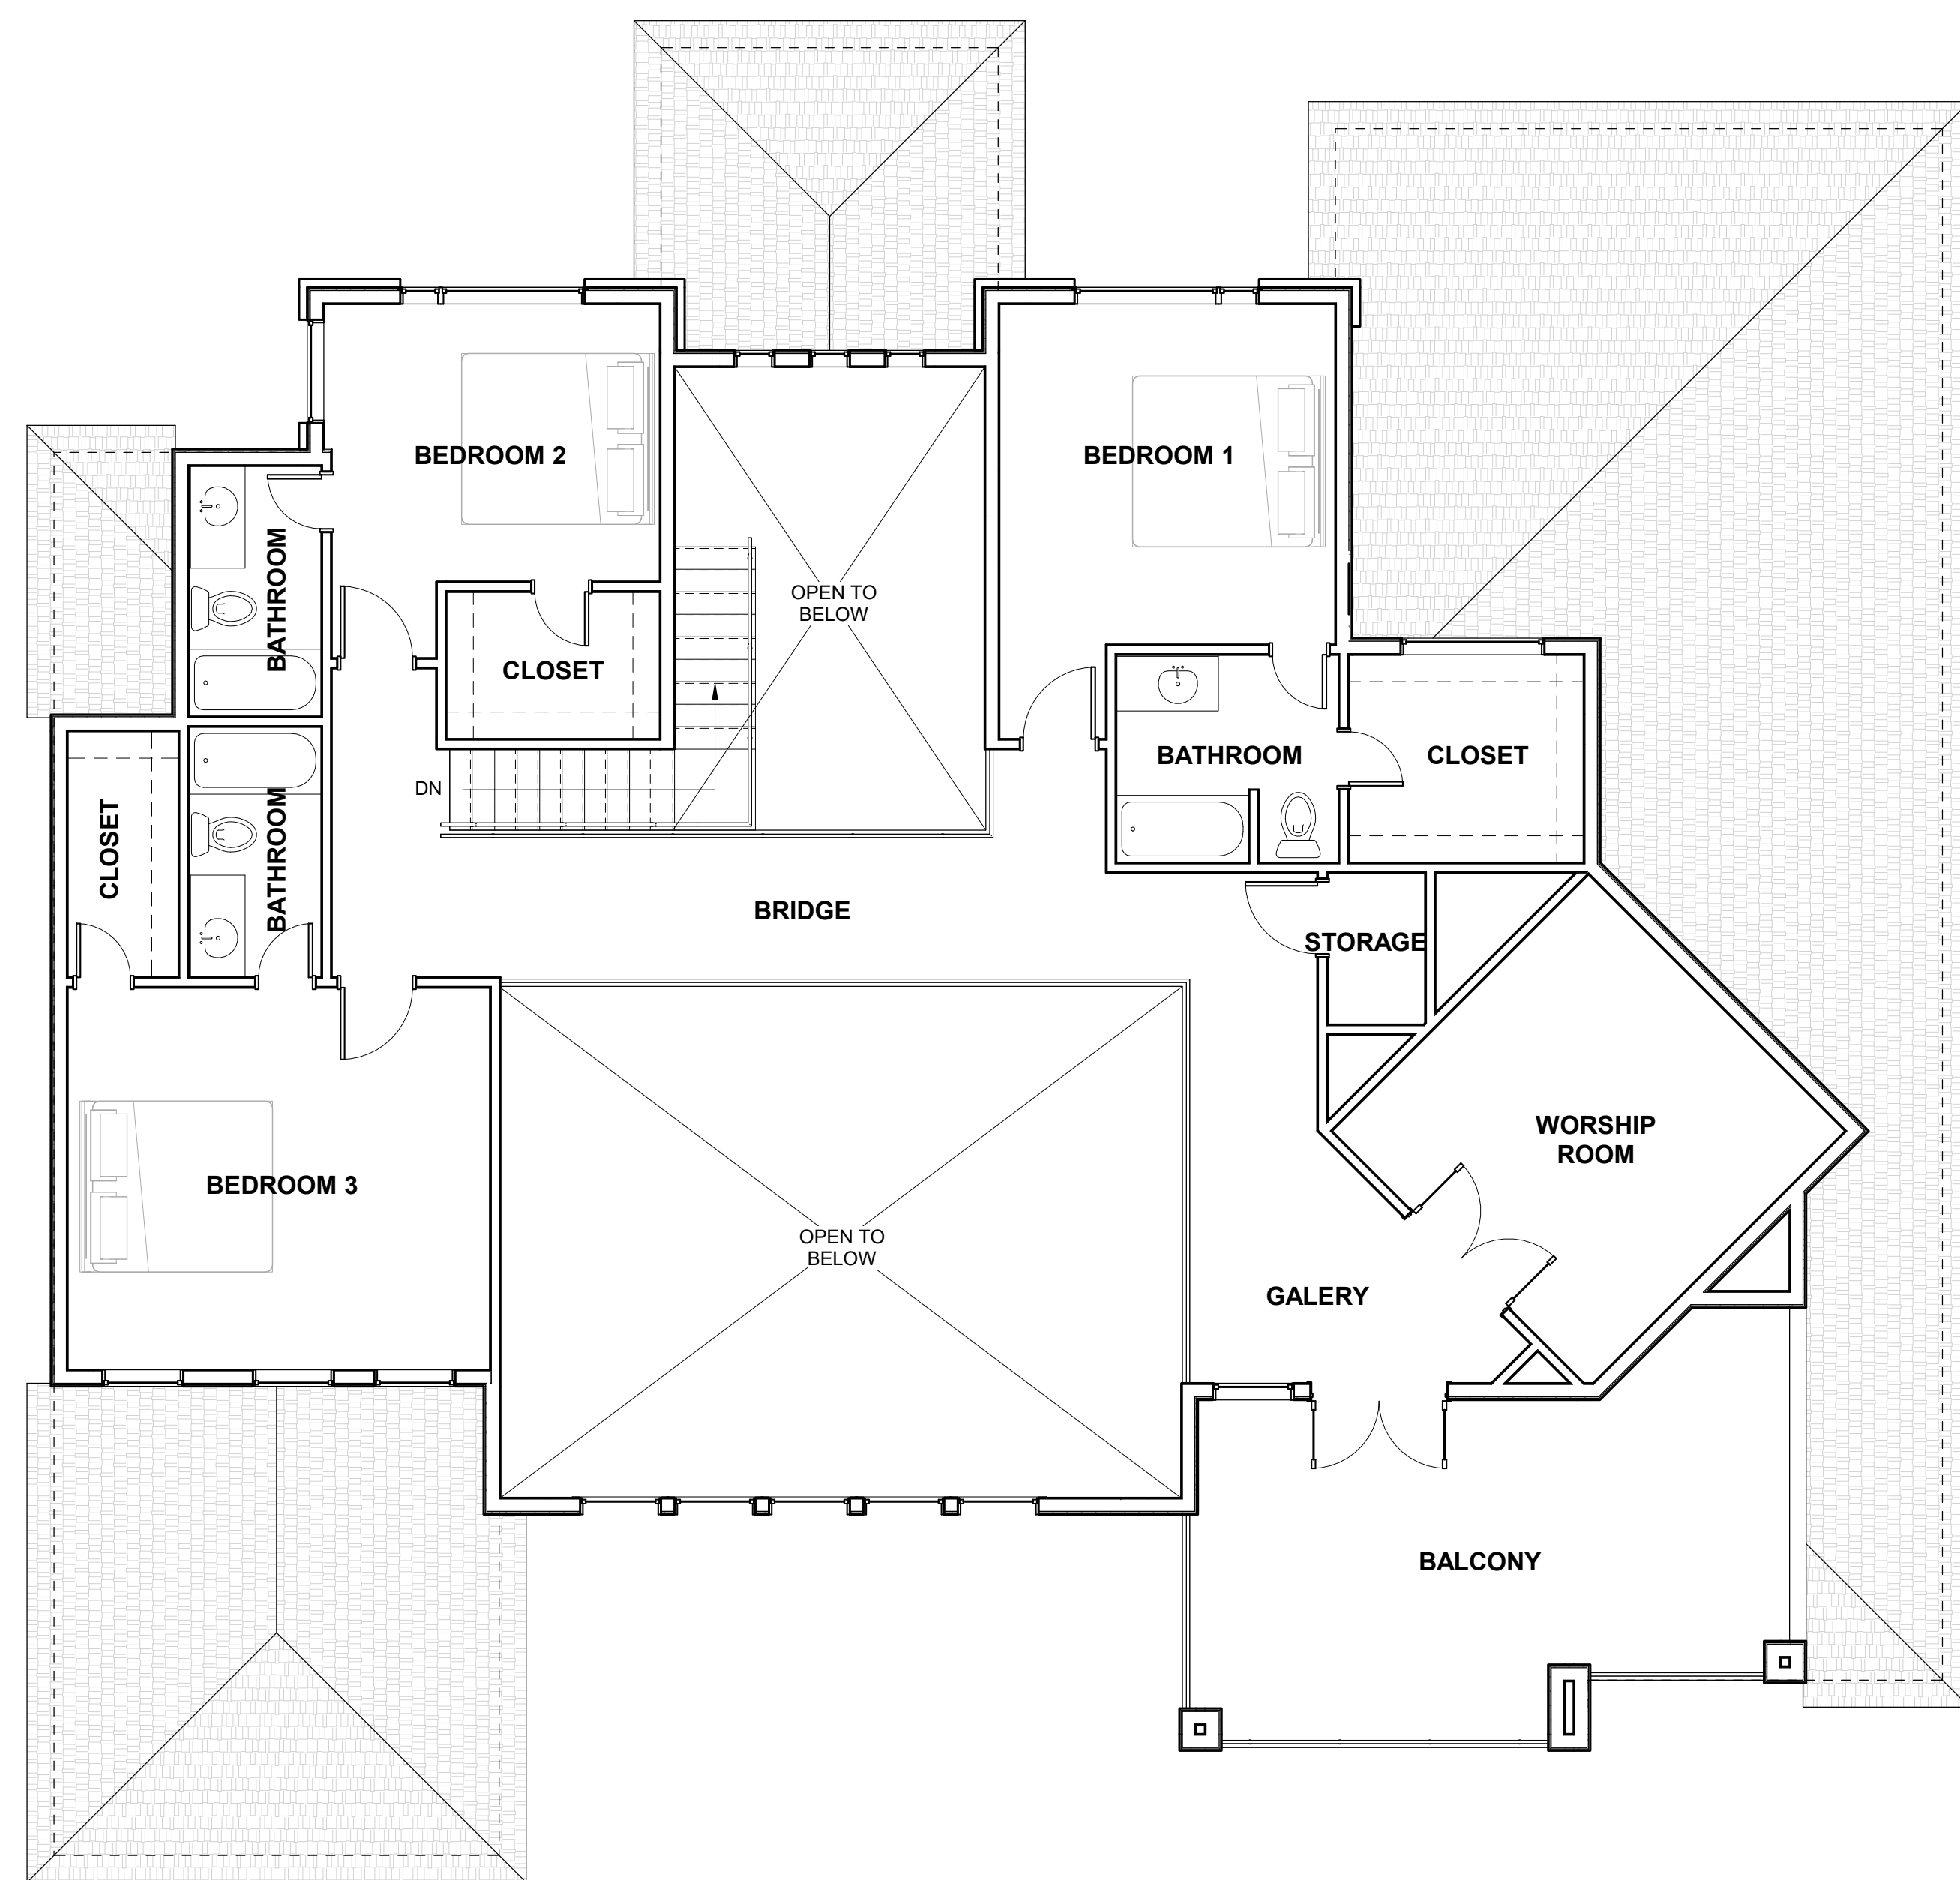 BEDROOM 2
BEDROOM 1
BATHROOM
OPEN TO
BELOW
CLOSET
BATHROOM
CLOSET
DN
CLOSET
BATHROOM
BRIDGE
STORAGE
WORSHIP
ROOM
BEDROOM 3
OPEN TO
BELOW
GALERY
BALCONY